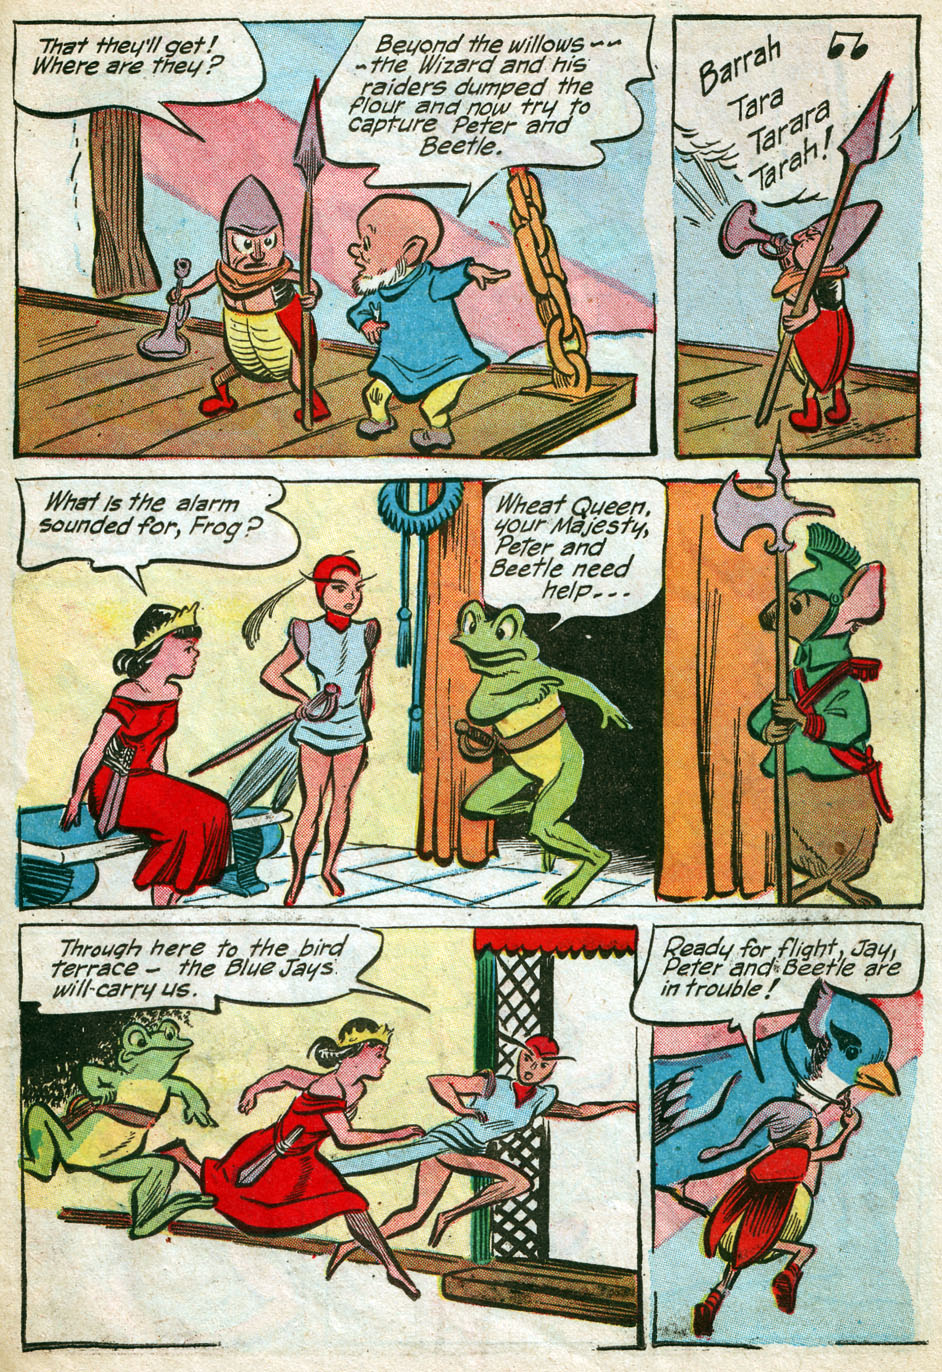 That they'll get!
Where are they?
Beyond the willows --
- the Wizard and his
raiders dumped the
flour and now try to
capture Peter and
Beetle.
Barrah
Tara
Tarara
Tarah!
What is the alarm
sounded for, Frog?
Wheat Queen,
your Majesty,
Peter and
Beetle need
help...
Through here to the bird
terrace - the Blue Jays
will carry us.
Ready for flight, Jay,
Peter and Beetle are
in trouble!